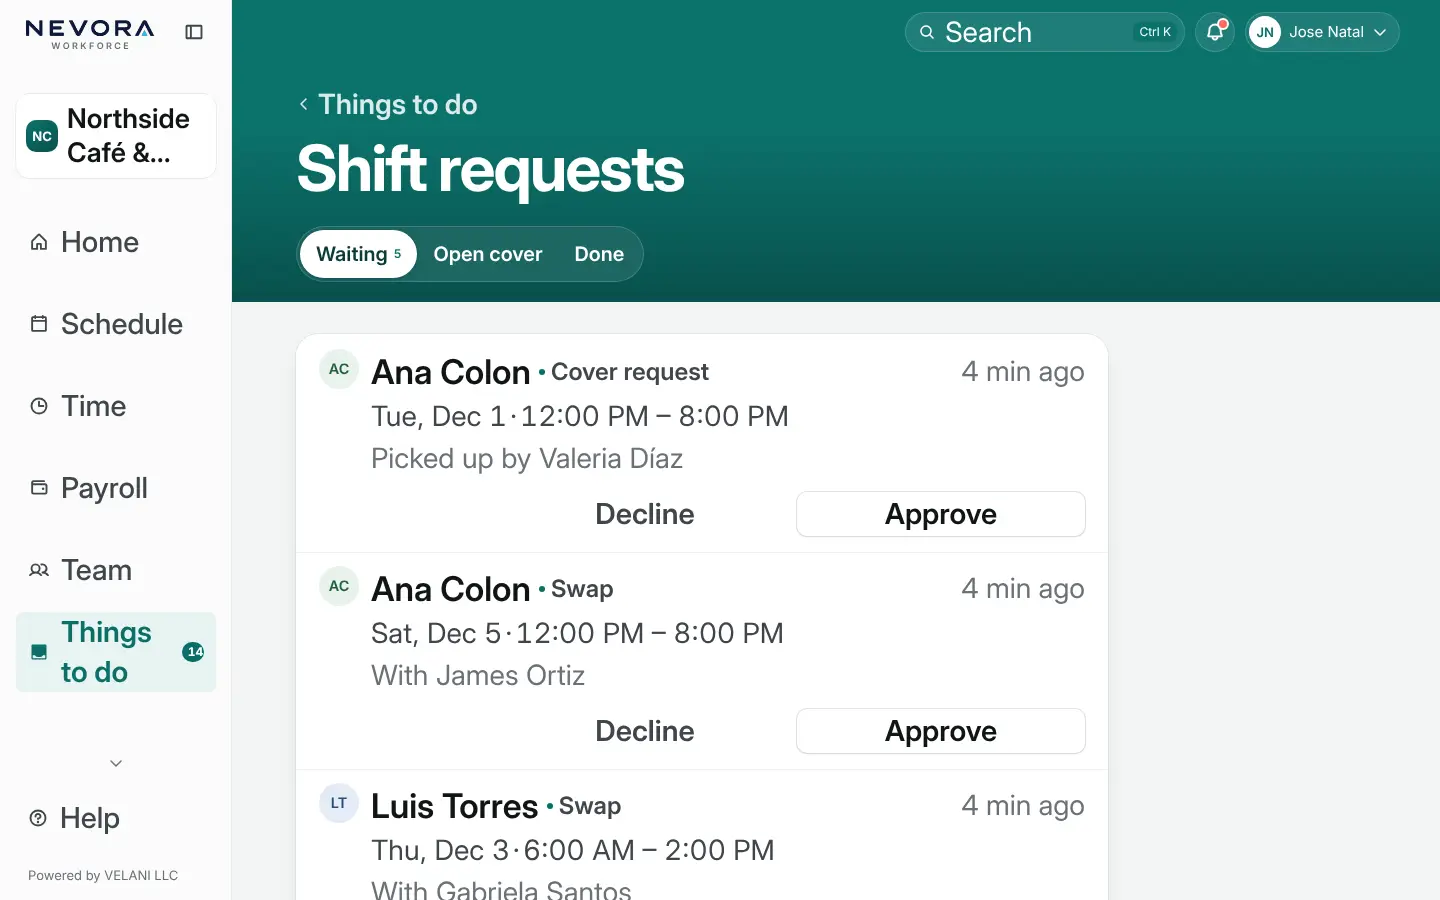 NEVORA
WORKFORCE
Search
Ctrl K
JN
Jose Natal
NC
Northside
Café &...
Home
Schedule
Time
Payroll
Team
Things
to do
14
Help
Powered by VELANI LLC
Things to do
Shift requests
Waiting 5
Open cover
Done
AC
Ana Colon • Cover request
4 min ago
Tue, Dec 1 · 12:00 PM – 8:00 PM
Picked up by Valeria Díaz
Decline
Approve
AC
Ana Colon • Swap
4 min ago
Sat, Dec 5 · 12:00 PM – 8:00 PM
With James Ortiz
Decline
Approve
LT
Luis Torres • Swap
4 min ago
Thu, Dec 3 · 6:00 AM – 2:00 PM
With Gabriela Santos